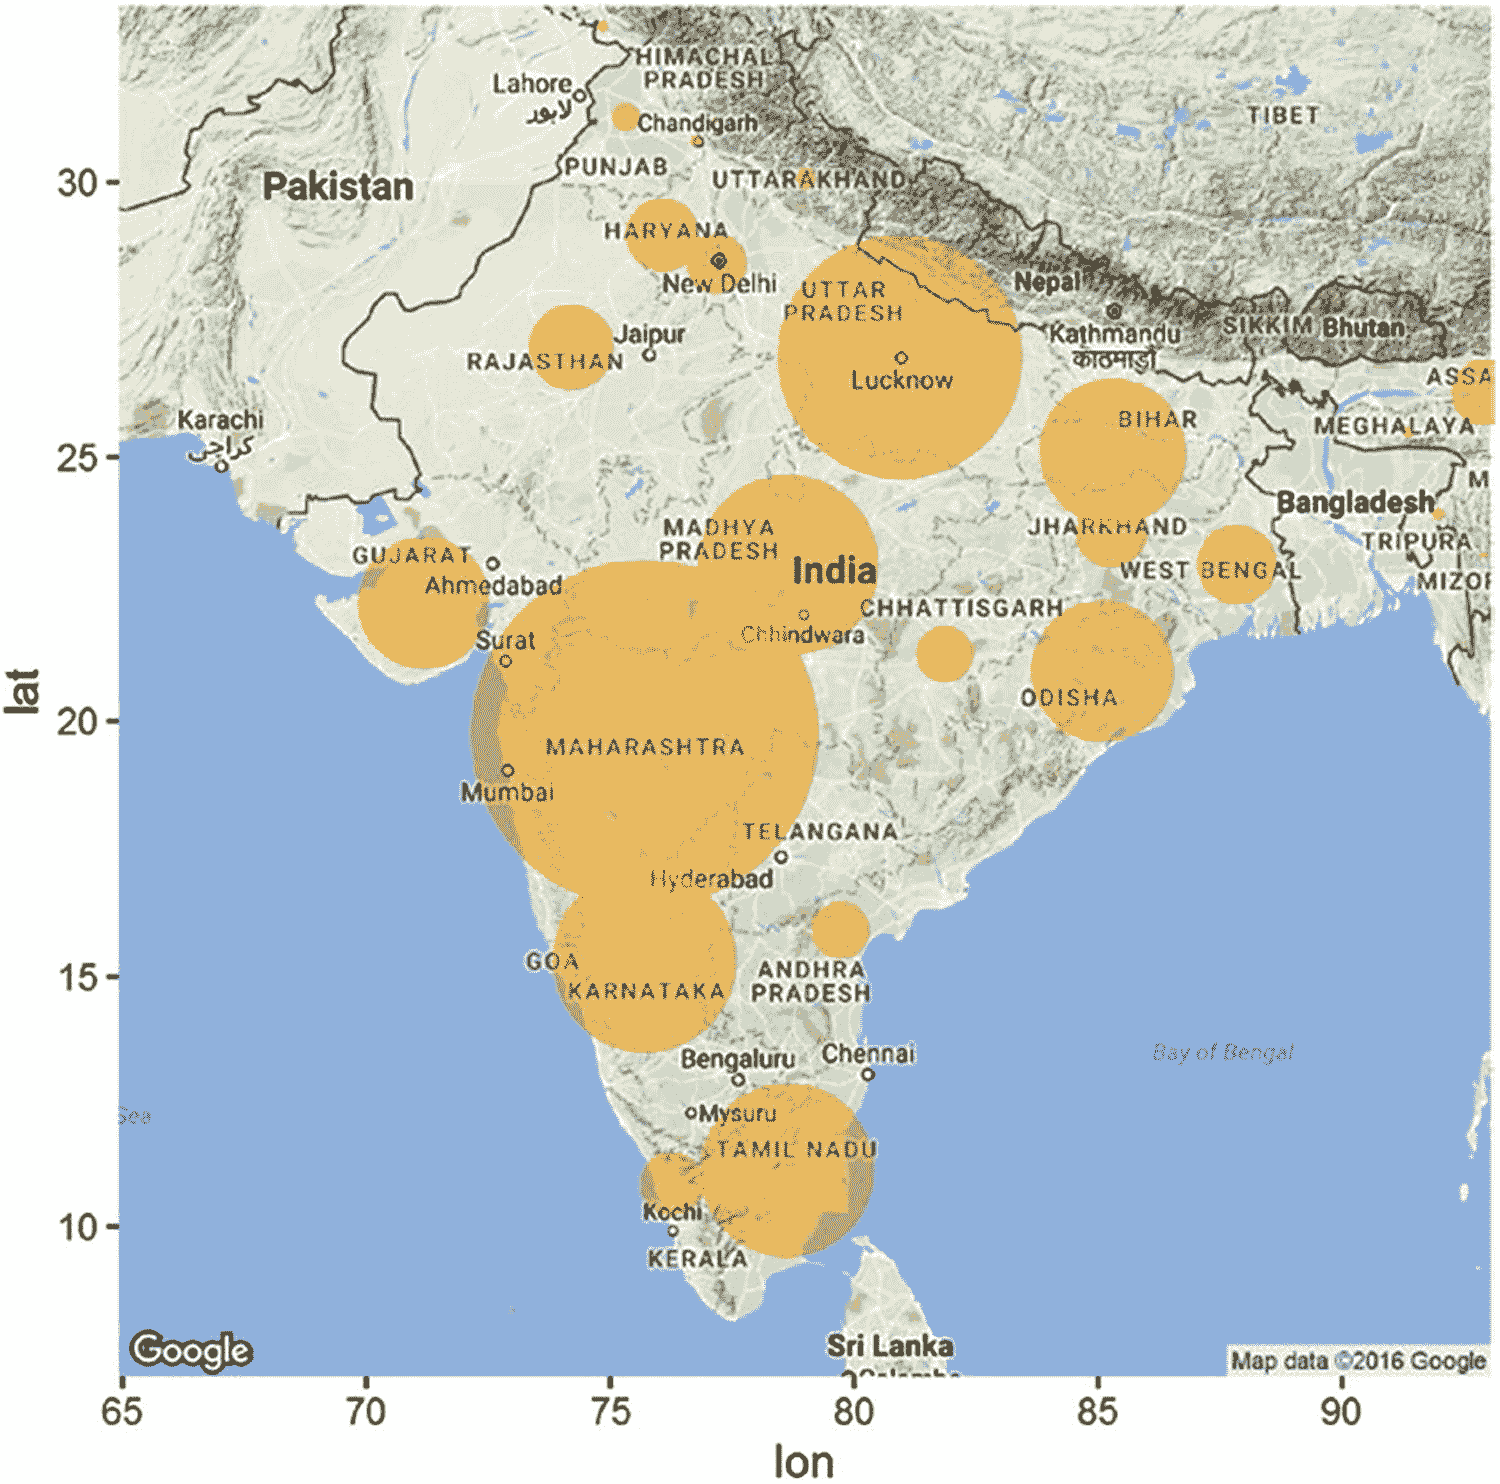 HIMACHAL
PRADESH
Lahore
لاہور
TIBET
Chandigarh
PUNJAB
30
Pakistan
UTTARAKHAND
HARYANA
New Delhi
UTTAR
PRADESH
Nepal
Kathmandu
काठमाडौं
SIKKIM
Bhutan
Jaipur
RAJASTHAN
Lucknow
ASSA
Karachi
کراچی
BIHAR
MEGHALAYA
25
Bangladesh
M
MADHYA
PRADESH
JHARKHAND
GUJARAT
TRIPURA
Ahmedabad
India
WEST BENGAL
MIZOR
CHHATTISGARH
Chhindwara
Surat
lat
ODISHA
20
MAHARASHTRA
Mumbai
TELANGANA
Hyderabad
GOA
15
ANDHRA
PRADESH
KARNATAKA
Bengaluru
Chennai
Bay of Bengal
Sea
Mysuru
TAMIL NADU
Kochi
10
KERALA
Sri Lanka
Google
Map data ©2016 Google
65
70
75
80
85
90
lon